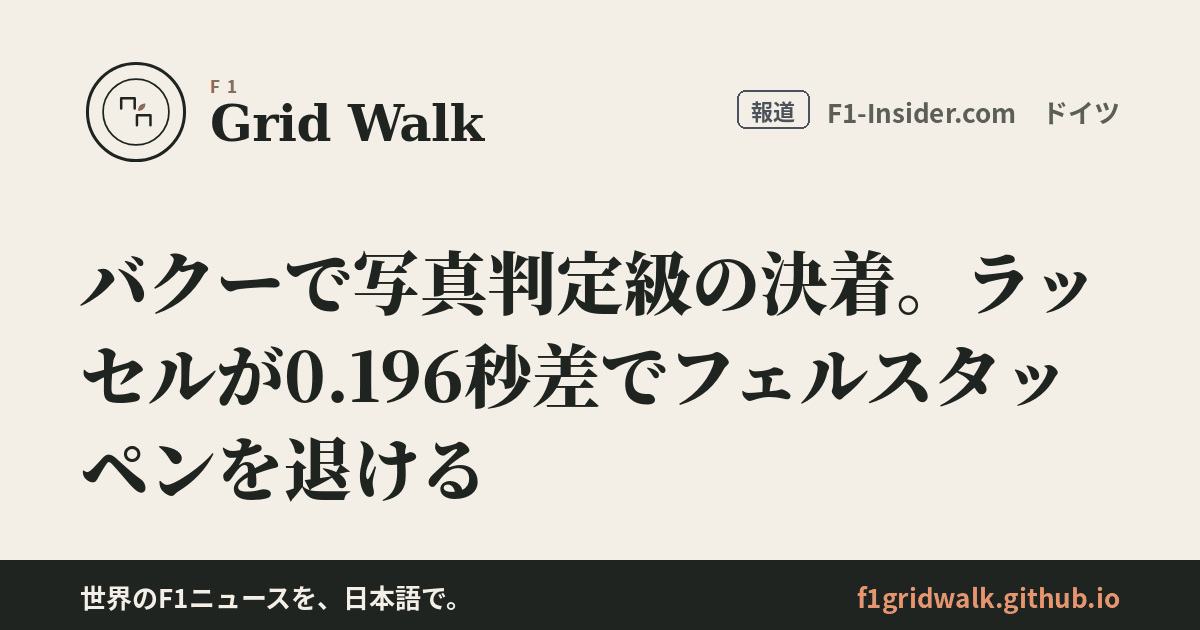 F1
Grid Walk
報道 F1-Insider.com ドイツ
バクーで写真判定級の決着。ラッ
セルが0.196秒差でフェルスタッ
ペンを退ける
世界のF1ニュースを、日本語で。
f1gridwalk.github.io